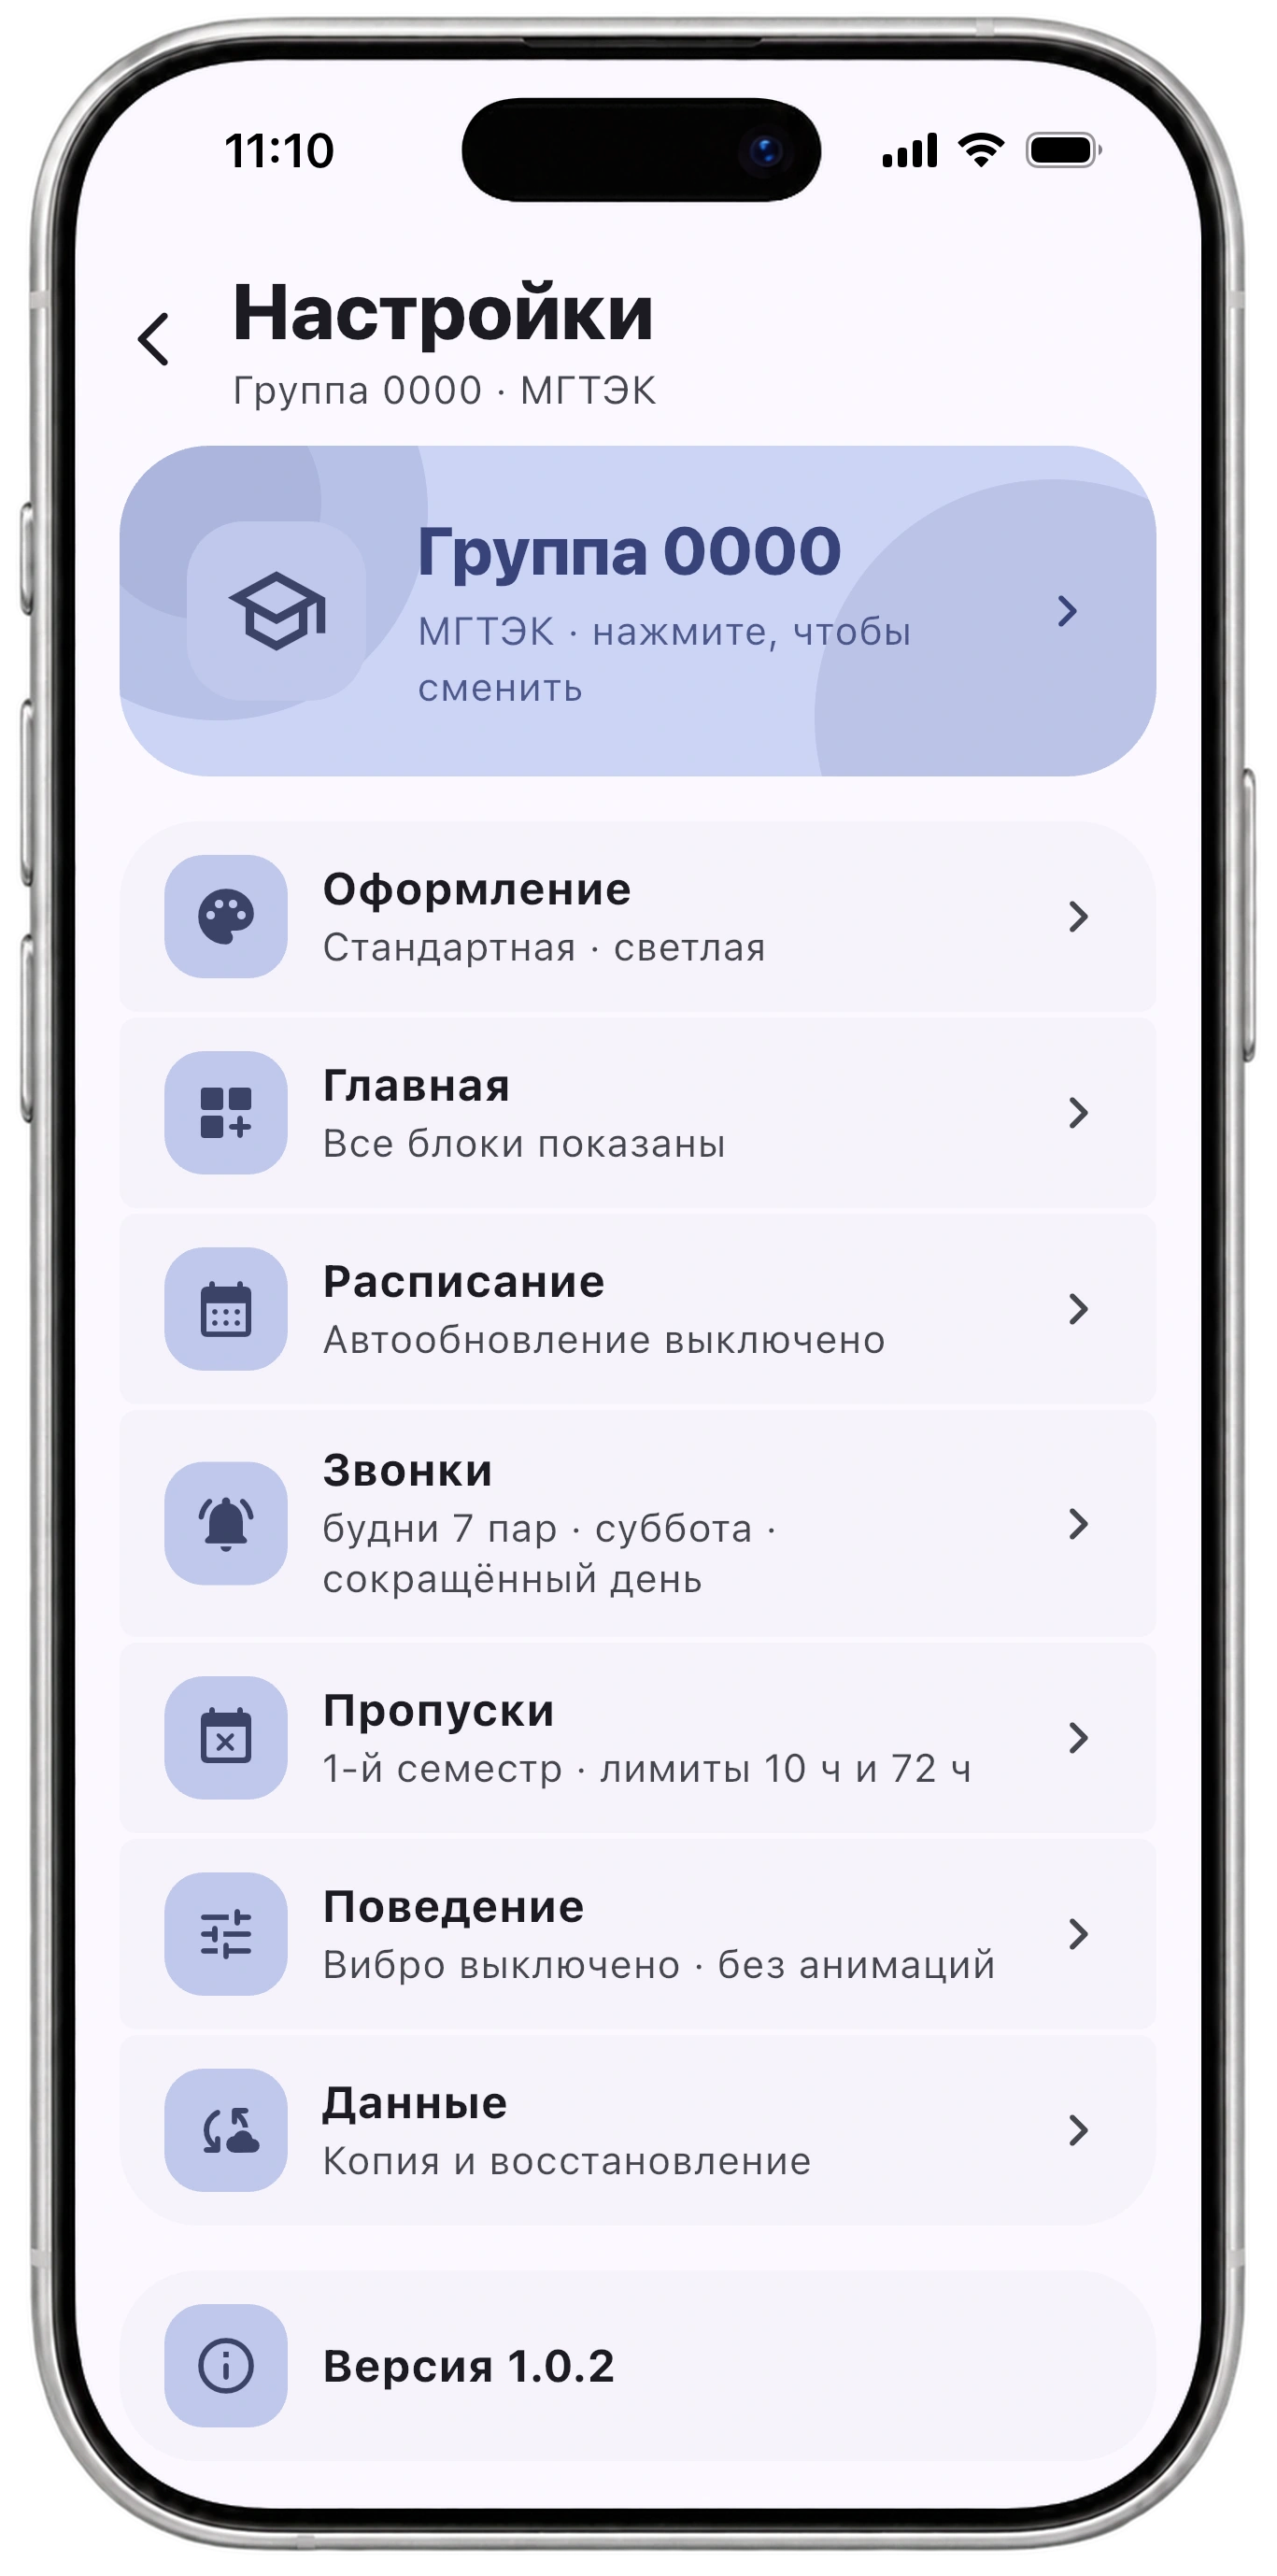 11:10
Настройки
Группа 0000 · МГТЭК
Группа 0000
МГТЭК · нажмите, чтобы
сменить
Оформление
Стандартная · светлая
Главная
Все блоки показаны
Расписание
Автообновление выключено
Звонки
будни 7 пар · суббота ·
сокращённый день
Пропуски
1-й семестр · лимиты 10 ч и 72 ч
Поведение
Вибро выключено · без анимаций
Данные
Копия и восстановление
Версия 1.0.2